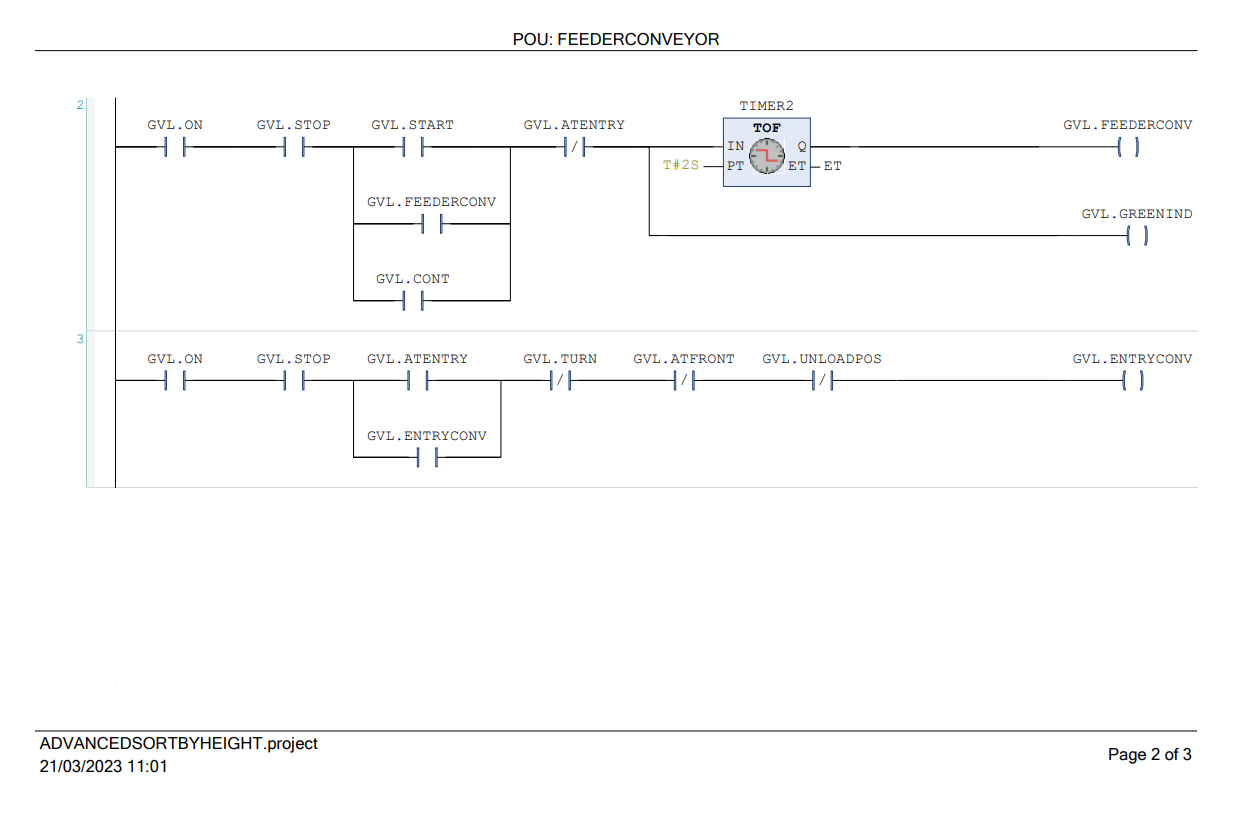 POU: FEEDERCONVEYOR
2
TIMER2
GVL.ON GVL.STOP GVL.START GVL.ATENTRY TOF GVL.FEEDERCONV
IN Q
T#2S PT ET ET
GVL.FEEDERCONV
GVL.GREENIND
GVL.CONT
3
GVL.ON GVL.STOP GVL.ATENTRY GVL.TURN GVL.ATFRONT GVL.UNLOADPOS GVL.ENTRYCONV
GVL.ENTRYCONV
ADVANCEDSORTBYHEIGHT.project
21/03/2023 11:01
Page 2 of 3